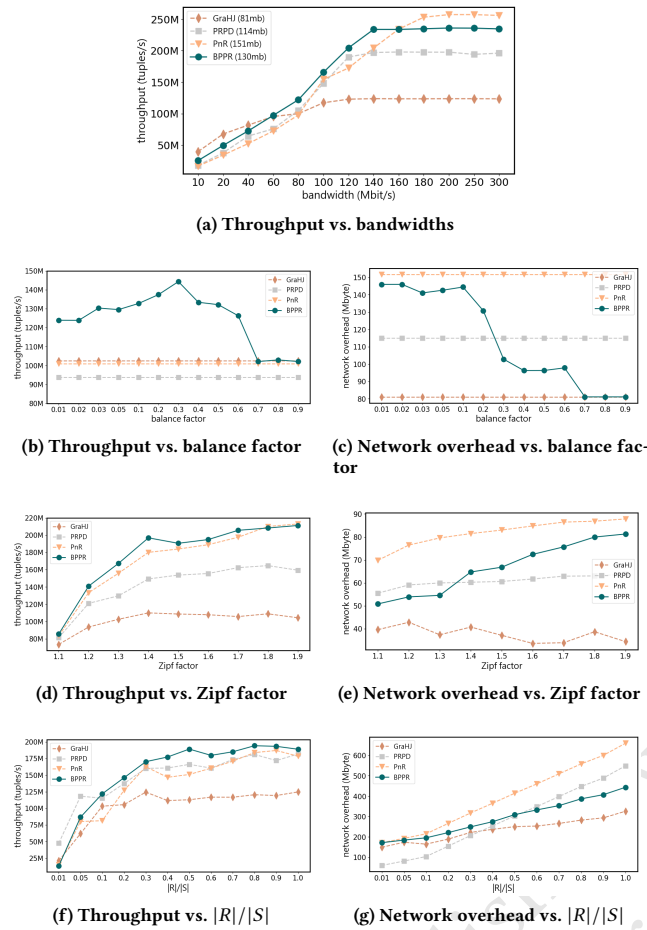 250M
200M
150M
100M
50M
throughput (tuples/s)
GraHJ (81mb)
PRPD (114mb)
PnR (151mb)
BPPR (130mb)
10 20 40 60 80 100 120 140 160 180 200 250 300
bandwidth (Mbit/s)
(a) Throughput vs. bandwidths
150M
140M
130M
120M
110M
100M
90M
80M
throughput (tuples/s)
GraHJ
PRPD
PnR
BPPR
0.01 0.02 0.03 0.05 0.1 0.2 0.3 0.4 0.5 0.6 0.7 0.8 0.9
balance factor
(b) Throughput vs. balance factor
150
140
130
120
110
100
90
80
network overhead (Mbyte)
GraHJ
PRPD
PnR
BPPR
0.01 0.02 0.03 0.05 0.1 0.2 0.3 0.4 0.5 0.6 0.7 0.8 0.9
balance factor
(c) Network overhead vs. balance fac-
tor
220M
200M
180M
160M
140M
120M
100M
80M
throughput (tuples/s)
GraHJ
PRPD
PnR
BPPR
1.1 1.2 1.3 1.4 1.5 1.6 1.7 1.8 1.9
Zipf factor
(d) Throughput vs. Zipf factor
90
80
70
60
50
40
network overhead (Mbyte)
GraHJ
PRPD
PnR
BPPR
1.1 1.2 1.3 1.4 1.5 1.6 1.7 1.8 1.9
Zipf factor
(e) Network overhead vs. Zipf factor
200M
175M
150M
125M
100M
75M
50M
25M
throughput (tuples/s)
GraHJ
PRPD
PnR
BPPR
0.01 0.05 0.1 0.2 0.3 0.4 0.5 0.6 0.7 0.8 0.9 1.0
|R|/|S|
(f) Throughput vs. |R|/|S|
600
500
400
300
200
100
network overhead (Mbyte)
GraHJ
PRPD
PnR
BPPR
0.01 0.05 0.1 0.2 0.3 0.4 0.5 0.6 0.7 0.8 0.9 1.0
|R|/|S|
(g) Network overhead vs. |R|/|S|